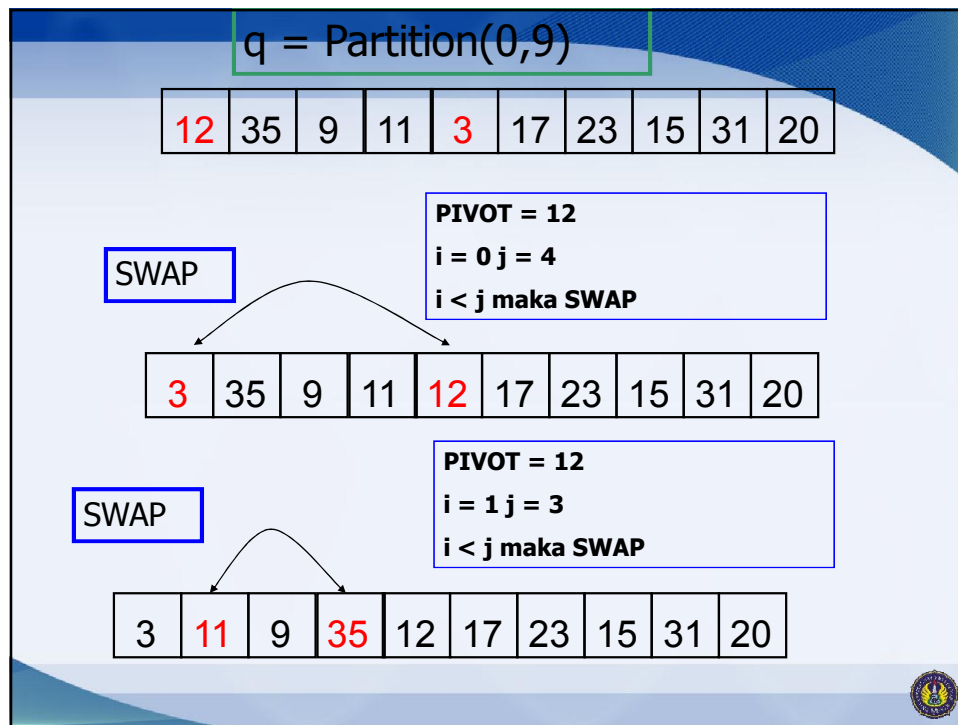 q = Partition(0,9)
12 35 9 11 3 17 23 15 31 20
PIVOT = 12
i = 0 j = 4
i < j maka SWAP
SWAP
3 35 9 11 12 17 23 15 31 20
PIVOT = 12
i = 1 j = 3
i < j maka SWAP
SWAP
3 11 9 35 12 17 23 15 31 20